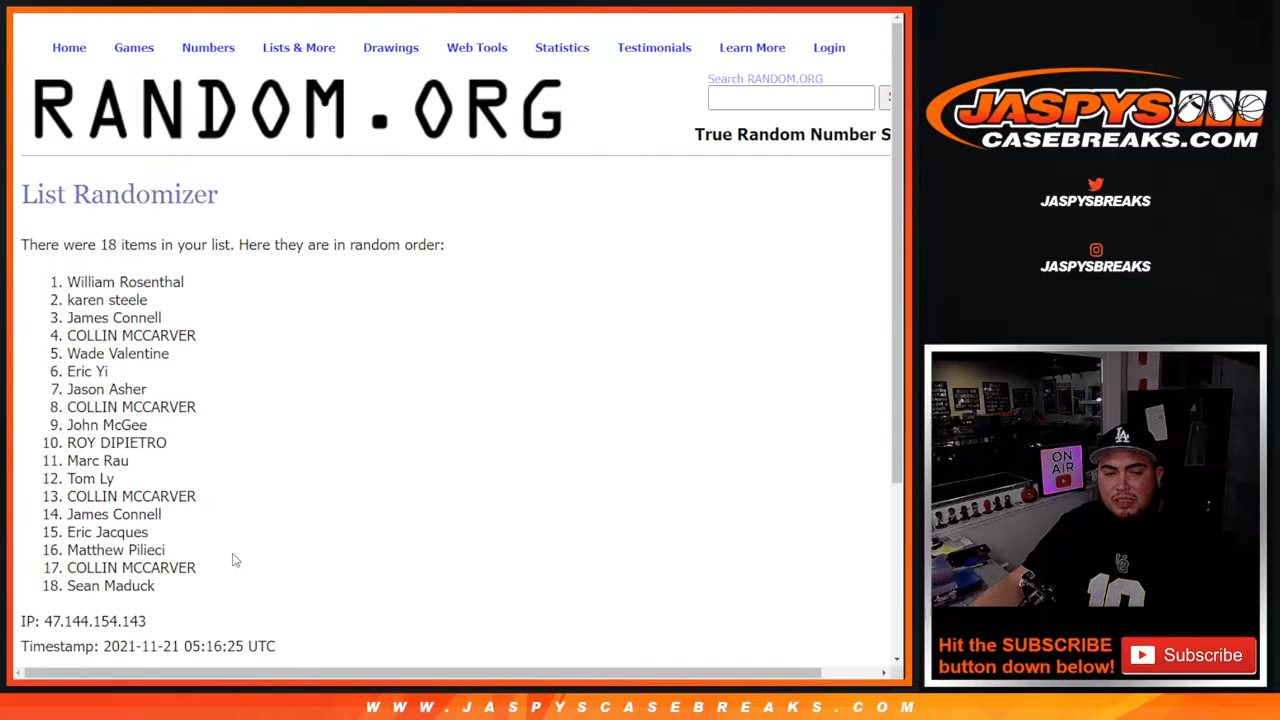 Home Games Numbers Lists & More Drawings Web Tools Statistics Testimonials Learn More Login
Search RANDOM.ORG
RANDOM.ORG
True Random Number S
List Randomizer
There were 18 items in your list. Here they are in random order:
1. William Rosenthal
2. karen steele
3. James Connell
4. COLLIN MCCARVER
5. Wade Valentine
6. Eric Yi
7. Jason Asher
8. COLLIN MCCARVER
9. John McGee
10. ROY DIPIETRO
11. Marc Rau
12. Tom Ly
13. COLLIN MCCARVER
14. James Connell
15. Eric Jacques
16. Matthew Pilieci
17. COLLIN MCCARVER
18. Sean Maduck
IP: 47.144.154.143
Timestamp: 2021-11-21 05:16:25 UTC
JASPYS
CASEBREAKS.COM
JASPYSBREAKS
JASPYSBREAKS
ON
AIR
LA
10
Hit the SUBSCRIBE
button down below!
Subscribe
WWW.JASPYSCASEBREAKS.COM